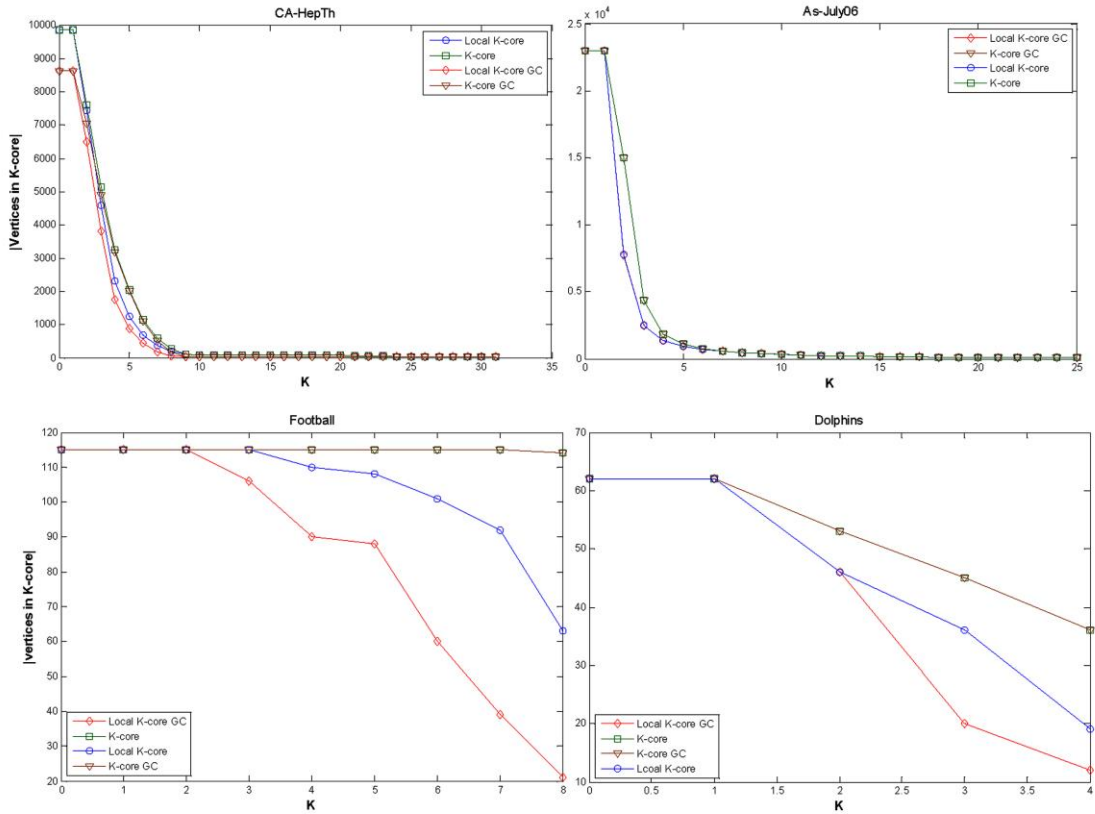 CA-HepTh
10000
9000
8000
7000
6000
5000
4000
3000
2000
1000
0
|Vertices in K-core|
Local K-core
K-core
Local K-core GC
K-core GC
0 5 10 15 20 25 30 35
K
As-July06
x 10⁴
2.5
2
1.5
1
0.5
0
Local K-core GC
K-core GC
Local K-core
K-core
0 5 10 15 20 25
K
Football
120
110
100
90
80
70
60
50
40
30
20
|vertices in K-core|
Local K-core GC
K-core
Local K-core
K-core GC
0 1 2 3 4 5 6 7 8
K
Dolphins
70
60
50
40
30
20
10
Local K-core GC
K-core
K-core GC
Lcoal K-core
0 0.5 1 1.5 2 2.5 3 3.5 4
K